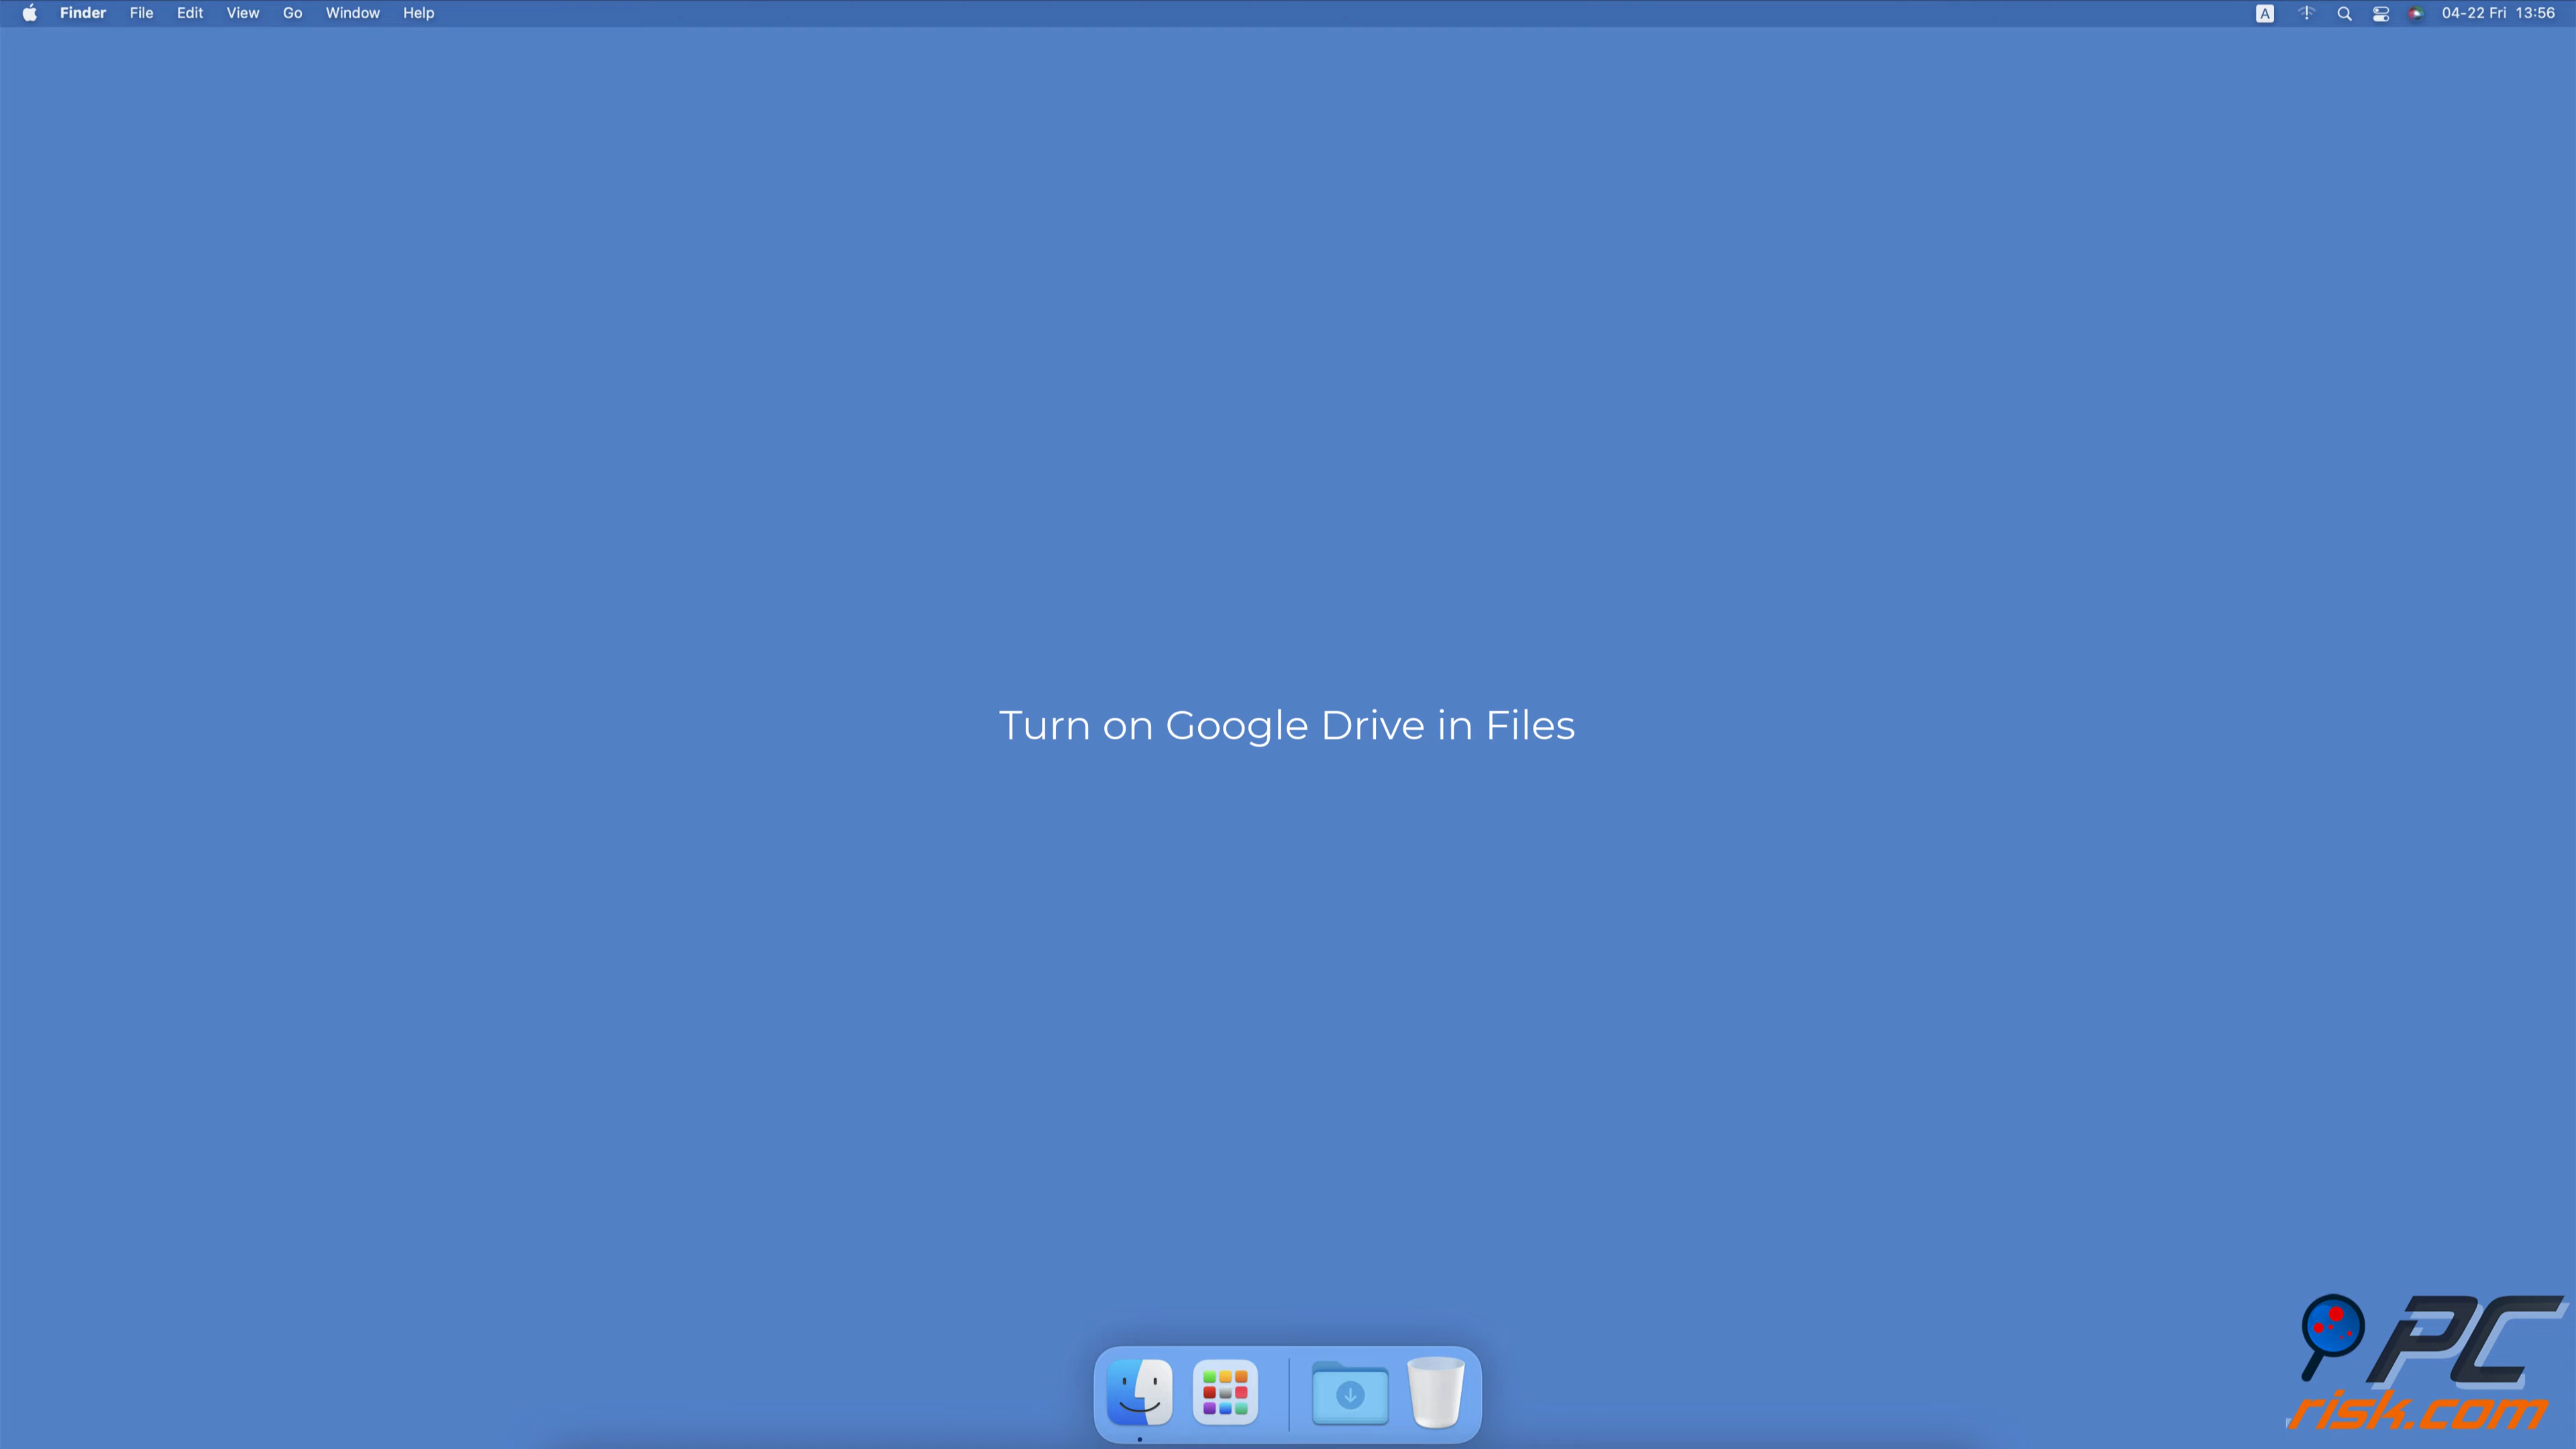 Finder File Edit View Go Window Help
A 04-22 Fri 13:56
Turn on Google Drive in Files
PC
risk.com